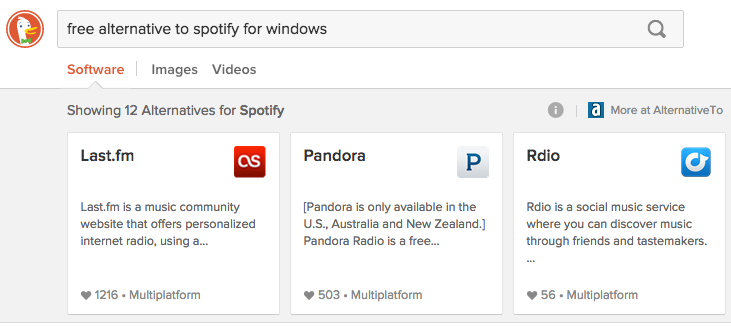 free alternative to spotify for windows
Software
Images
Videos
Showing 12 Alternatives for Spotify
i
a
More at AlternativeTo
Last.fm
Last.fm is a music community
website that offers personalized
internet radio, using a...
1216 • Multiplatform
Pandora
P
[Pandora is only available in the
U.S., Australia and New Zealand.]
Pandora Radio is a free...
503 • Multiplatform
Rdio
Rdio is a social music service
where you can discover music
through friends and tastemakers.
...
56 • Multiplatform